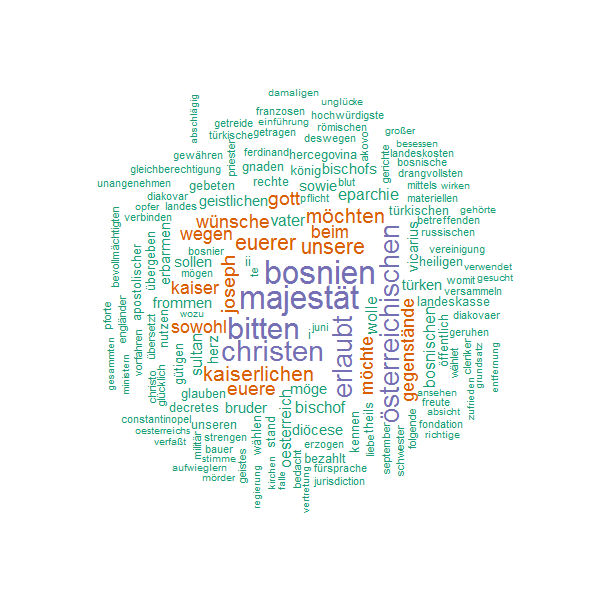 damaligen
unglücke
abschlägig
franzosen
hochwürdigste
getreide
einführung
römischen
großer
türkische
getragen
deswegen
akovo
besessen
priester
gerichte
gewähren
ferdinand
hercegovina
landeskosten
bosnische
gleichberechtigung
gnaden
könig
bischofs
drangvollsten
unangenehmen
gebeten
rechte
sowie
blut
eparchie
mittels
wirken
diakovar
geistlichen
gott
pflicht
materiellen
opfer
landes
türkischen
gehörte
verbinden
wünsche
vater
möchten
betreffenden
bevollmächtigten
erbarmen
wegen
euerer
beim
unsere
russischen
vicarius
bosnier
österreichischen
vereinigung
apostolischer
übergeben
sollen
ii
te
bosnien
heiligen
mögen
joseph
verwendet
gesucht
kaiser
majestät
türken
womit
versammeln
pforte
engländer
frommen
wozu
wolle
gegenstände
landeskasse
sowohl
bitten
i
juni
erlaubt
bosnischen
diakovaer
nutzen
sultan
herz
öffentlich
geruhen
übersetzt
vorfahren
christen
möchte
cleriker
grundsatz
entfernung
gesammten
ministern
christo
glücklich
gütigen
kaiserlichen
wählet
zufrieden
glauben
euere
möge
ansehen
decretes
bruder
oesterreich
bischof
theils
freute
absicht
constantinopel
unseren
stand
kennen
liebe
folgende
fondation
oesterreichs
strengen
wählen
diöcese
richtige
verfaßt
militär
bauer
erzogen
september
schwester
stimme
geistes
bezahlt
aufwieglern
kirchen
falle
bedacht
fürsprache
mörder
regierung
vertretung
jurisdiction